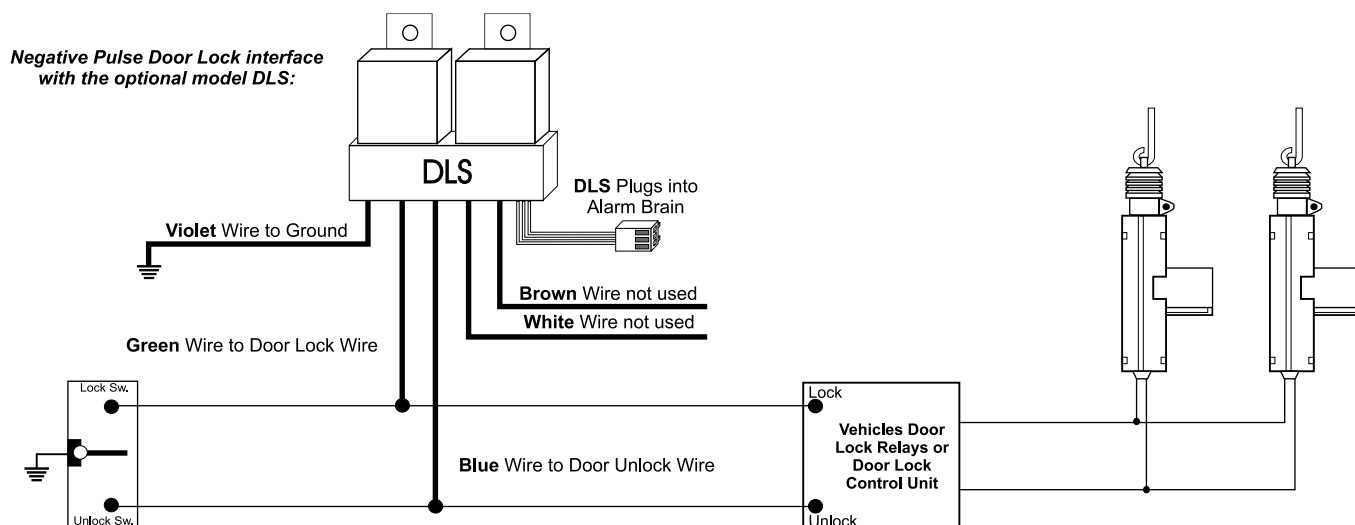 Negative Pulse Door Lock interface
with the optional model DLS:
DLS
DLS Plugs into
Alarm Brain
Violet Wire to Ground
Brown Wire not used
White Wire not used
Green Wire to Door Lock Wire
Lock Sw.
Lock
Vehicles Door
Lock Relays or
Door Lock
Control Unit
Blue Wire to Door Unlock Wire
Unlock Sw.
Unlock